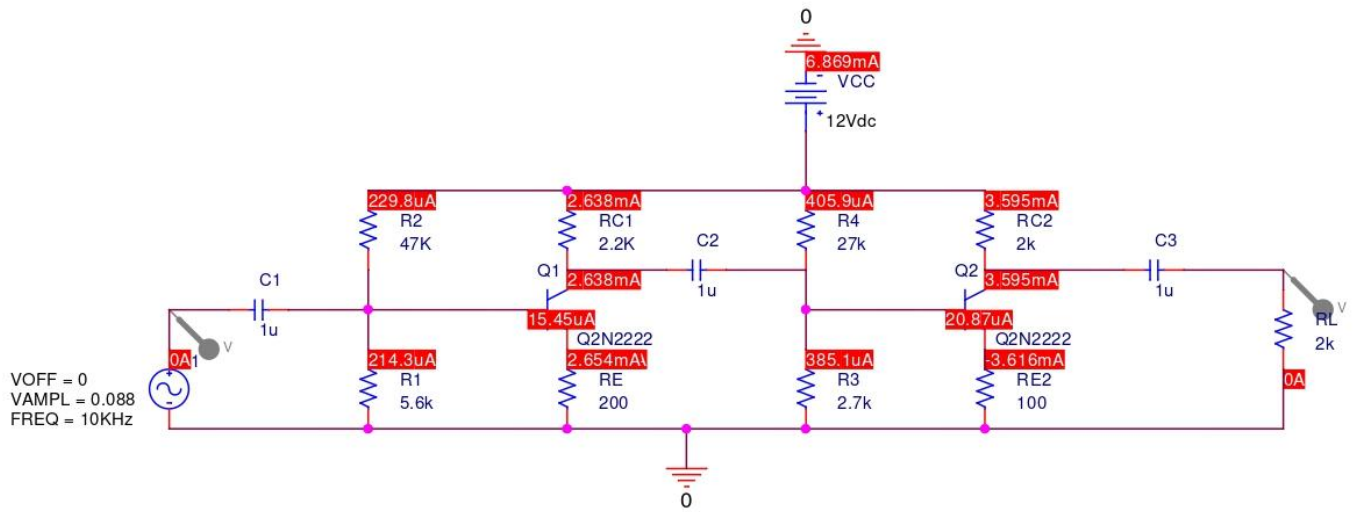 0
6.869mA
VCC
12Vdc
229.8uA
2.638mA
405.9uA
3.595mA
R2
RC1
R4
RC2
47K
2.2K
27k
2k
C2
C3
C1
Q1
2.638mA
Q2
3.595mA
1u
1u
1u
15.45uA
20.87uA
Q2N2222
Q2N2222
0A
1
V
214.3uA
2.654mA
385.1uA
-3.616mA
V
RL
2k
0A
R1
RE
R3
RE2
5.6k
200
2.7k
100
VOFF = 0
VAMPL = 0.088
FREQ = 10KHz
0